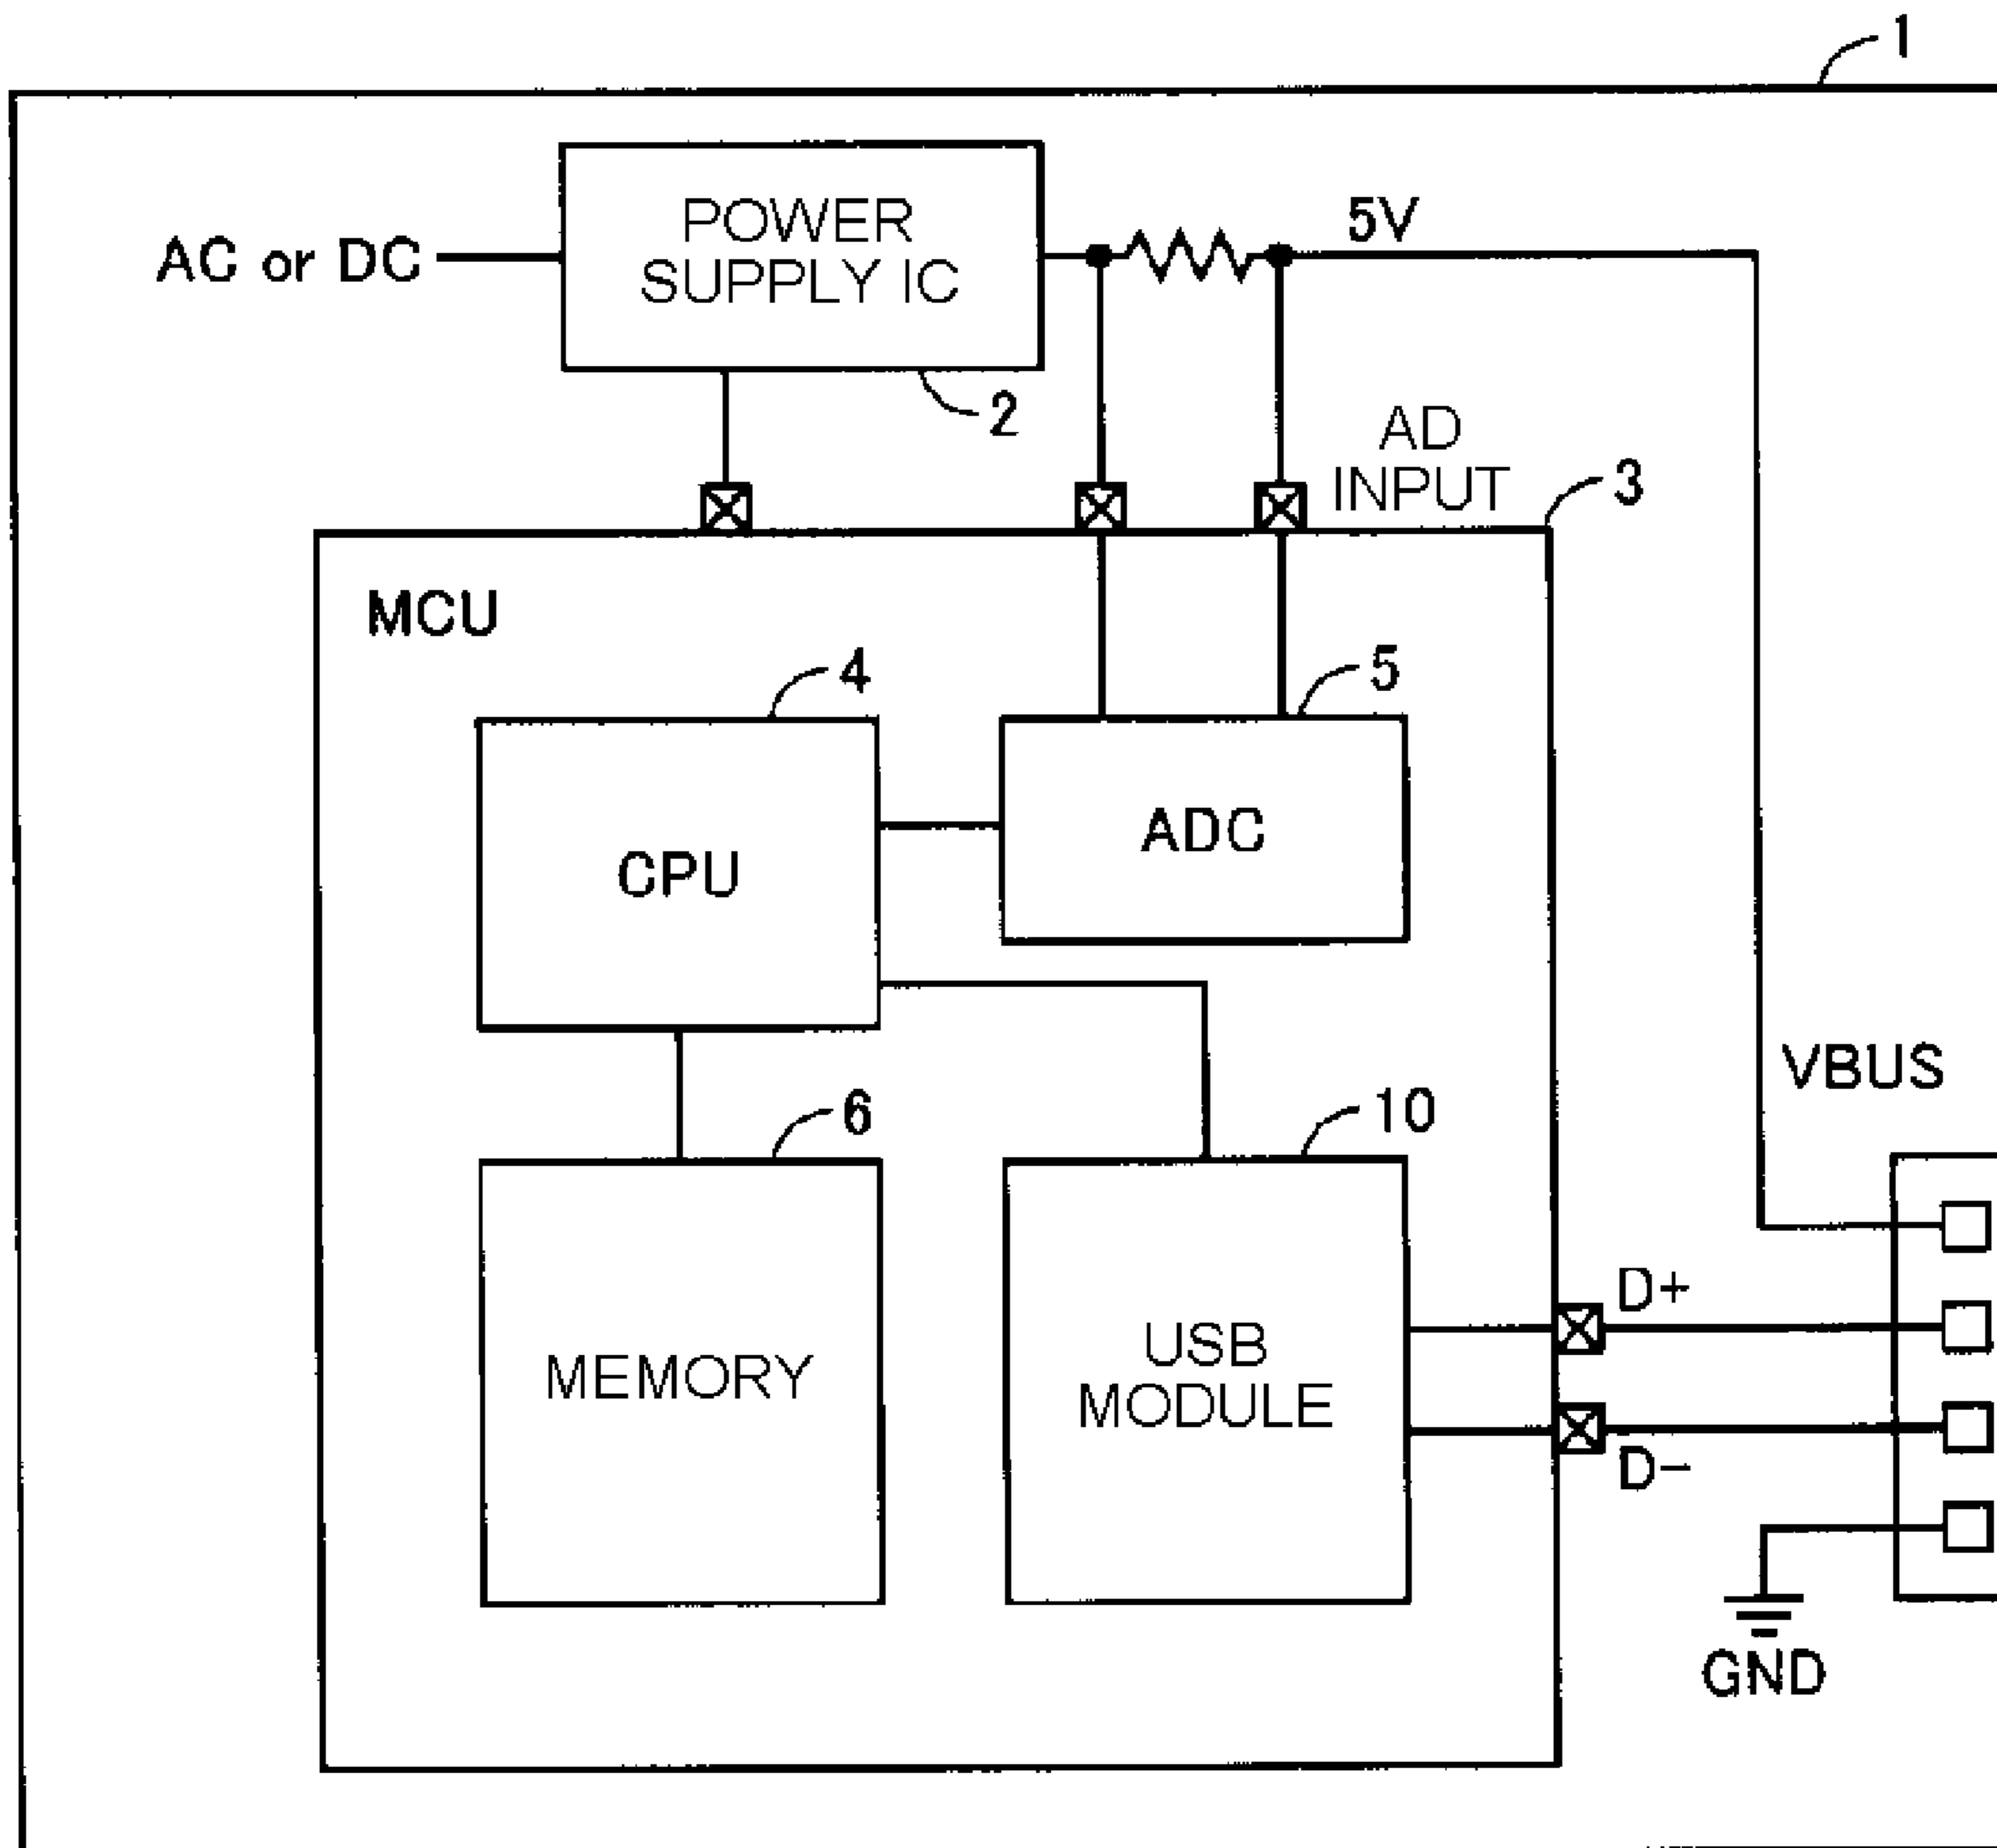 1
POWER
SUPPLY IC
5V
AC or DC
2
AD
INPUT
3
MCU
4
5
CPU
ADC
VBUS
6
10
D+
MEMORY
USB
MODULE
D−
GND